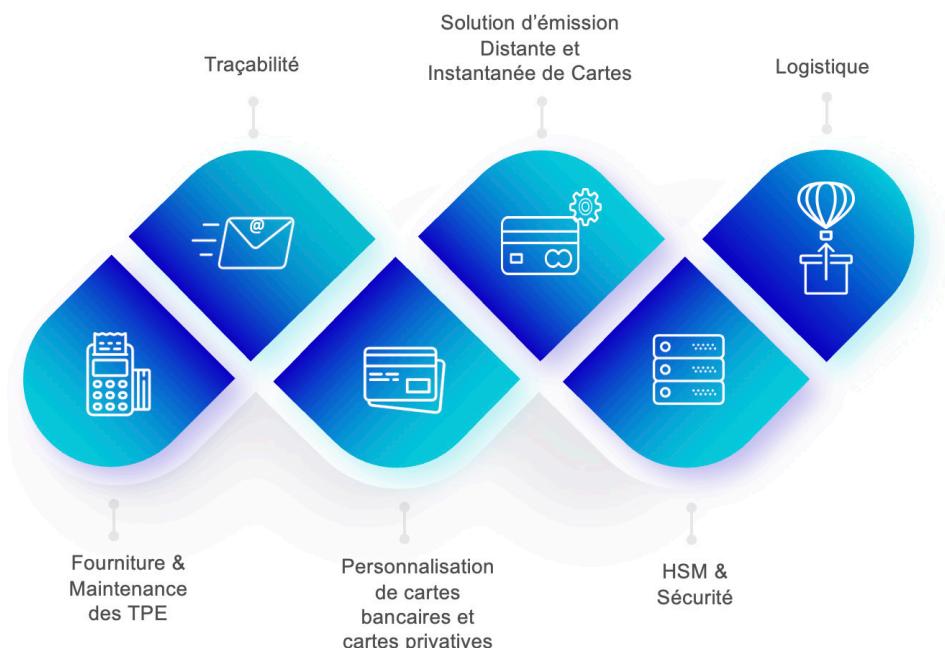 Solution d'émission
Distante et
Instantanée de Cartes
Traçabilité
Logistique
@
Fourniture &
Maintenance
des TPE
Personnalisation
de cartes
bancaires et
cartes privatives
HSM &
Sécurité